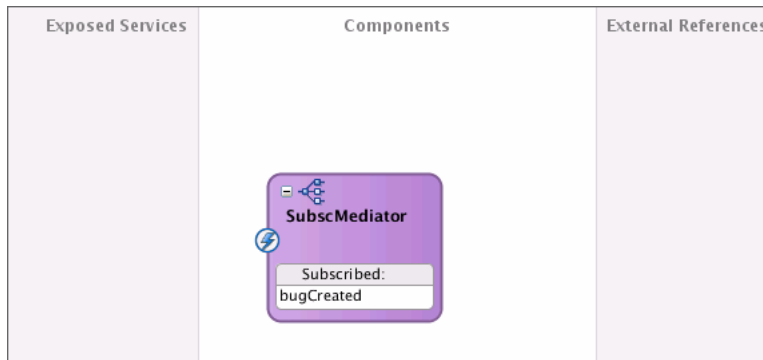 Exposed Services
Components
External References
SubscMediator
Subscribed:
bugCreated